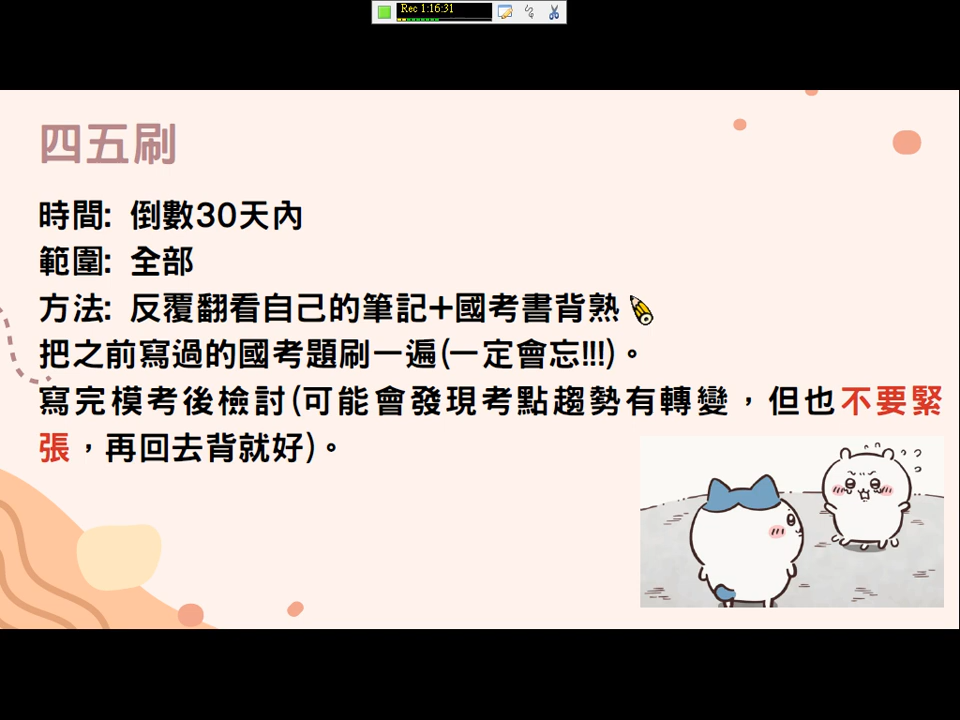 Rec 1:16:31
四五刷
時間: 倒數30天內
範圍: 全部
方法: 反覆翻看自己的筆記+國考書背熟
把之前寫過的國考題刷一遍(一定會忘!!!)。
寫完模考後檢討(可能會發現考點趨勢有轉變，但也不要緊
張，再回去背就好)。